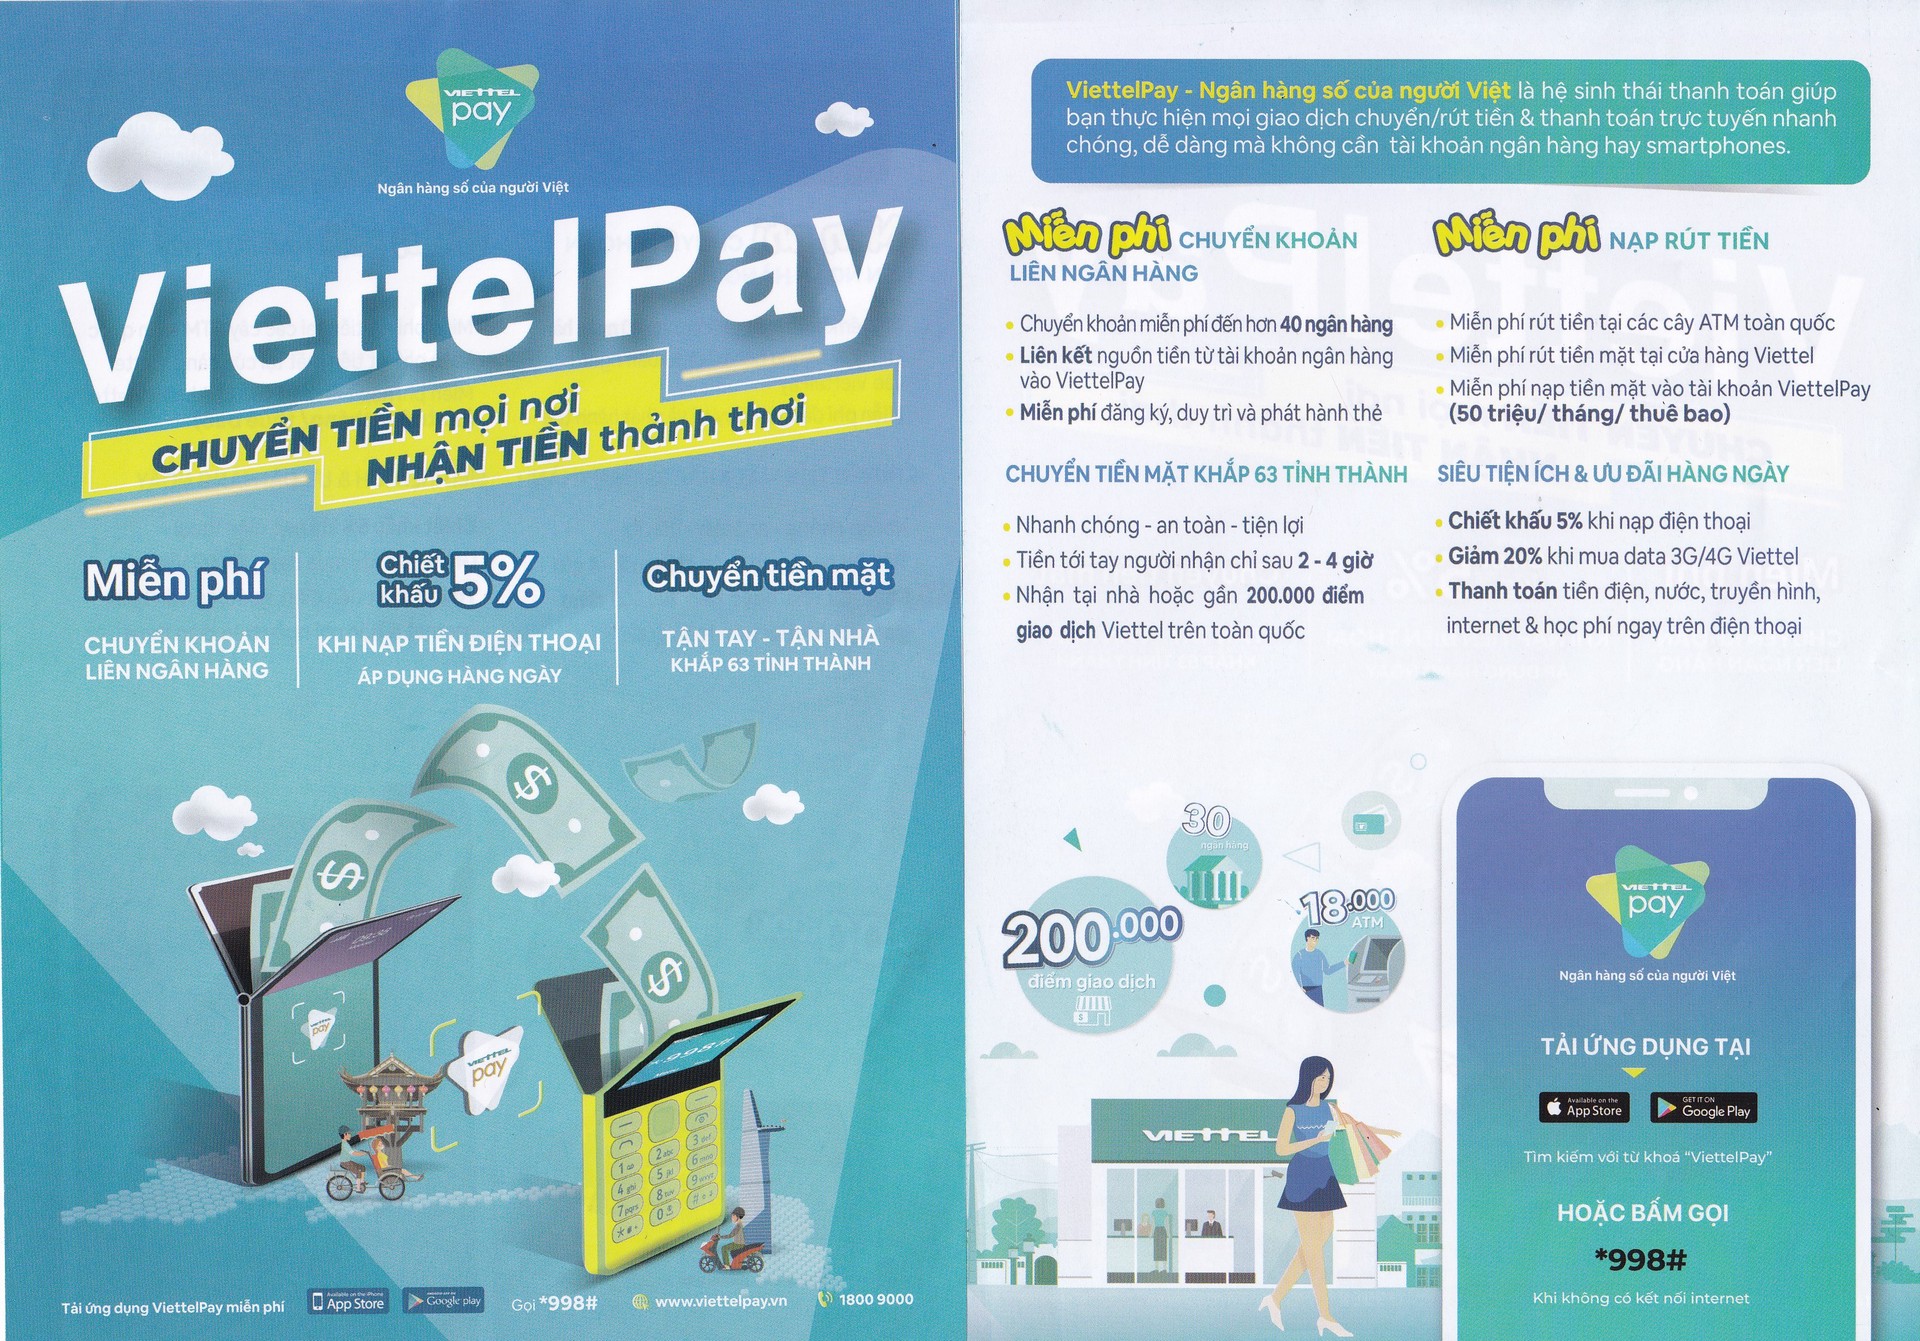 VIETTEL
pay
Ngân hàng số của người Việt
ViettelPay
CHUYỂN TIỀN mọi nơi
NHẬN TIỀN thảnh thơi
Miễn phí
CHUYỂN KHOẢN
LIÊN NGÂN HÀNG
Chiết
khấu 5%
KHI NẠP TIỀN ĐIỆN THOẠI
ÁP DỤNG HÀNG NGÀY
Chuyển tiền mặt
TẬN TAY - TẬN NHÀ
KHẮP 63 TỈNH THÀNH
VIETTEL
pay
*998#
Tải ứng dụng ViettelPay miễn phí
Available on the iPhone
App Store
Google play
Gọi *998#
www.viettelpay.vn
1800 9000
ViettelPay - Ngân hàng số của người Việt là hệ sinh thái thanh toán giúp
bạn thực hiện mọi giao dịch chuyển/rút tiền & thanh toán trực tuyến nhanh
chóng, dễ dàng mà không cần tài khoản ngân hàng hay smartphones.
Miễn phí CHUYỂN KHOẢN
LIÊN NGÂN HÀNG
• Chuyển khoản miễn phí đến hơn 40 ngân hàng
• Liên kết nguồn tiền từ tài khoản ngân hàng
vào ViettelPay
• Miễn phí đăng ký, duy trì và phát hành thẻ
Miễn phí NẠP RÚT TIỀN
• Miễn phí rút tiền tại các cây ATM toàn quốc
• Miễn phí rút tiền mặt tại cửa hàng Viettel
• Miễn phí nạp tiền mặt vào tài khoản ViettelPay
(50 triệu/ tháng/ thuê bao)
CHUYỂN TIỀN MẶT KHẮP 63 TỈNH THÀNH
• Nhanh chóng - an toàn - tiện lợi
• Tiền tới tay người nhận chỉ sau 2 - 4 giờ
• Nhận tại nhà hoặc gần 200.000 điểm
giao dịch Viettel trên toàn quốc
SIÊU TIỆN ÍCH & ƯU ĐÃI HÀNG NGÀY
• Chiết khấu 5% khi nạp điện thoại
• Giảm 20% khi mua data 3G/4G Viettel
• Thanh toán tiền điện, nước, truyền hình,
internet & học phí ngay trên điện thoại
30
ngân hàng
200.000
điểm giao dịch
18.000
ATM
VIETTEL
VIETTEL
pay
Ngân hàng số của người Việt
TẢI ỨNG DỤNG TẠI
Available on the
App Store
GET IT ON
Google Play
Tìm kiếm với từ khoá “ViettelPay”
HOẶC BẤM GỌI
*998#
Khi không có kết nối internet